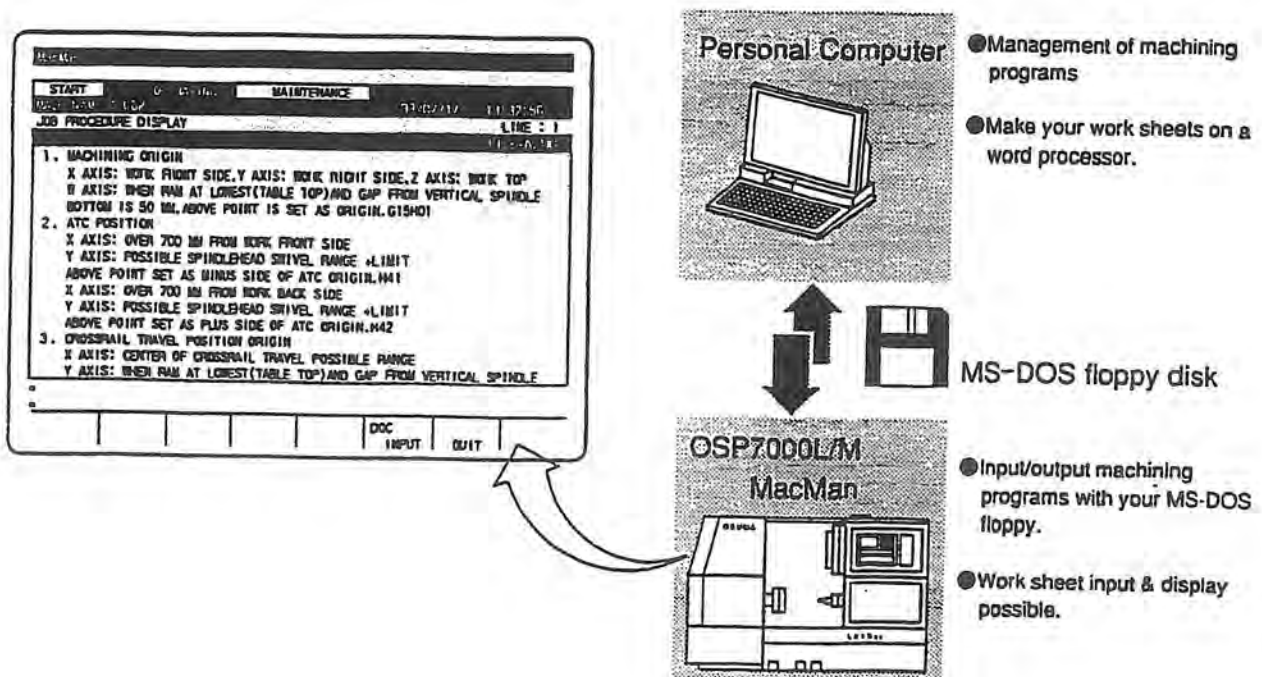 MacMan
START
MAINTENANCE
JOB PROCEDURE DISPLAY
LINE : 1
1. MACHINING ORIGIN
X AXIS: WORK FRONT SIDE,Y AXIS: WORK RIGHT SIDE,Z AXIS: WORK TOP
W AXIS: WHEN RAM AT LOWEST(TABLE TOP)AND GAP FROM VERTICAL SPINDLE
BOTTOM IS 50 MM,ABOVE POINT IS SET AS ORIGIN.G15H01
2. ATC POSITION
X AXIS: OVER 700 MM FROM WORK FRONT SIDE
Y AXIS: POSSIBLE SPINDLEHEAD SWIVEL RANGE +LIMIT
ABOVE POINT SET AS MINUS SIDE OF ATC ORIGIN.H41
X AXIS: OVER 700 MM FROM WORK BACK SIDE
Y AXIS: POSSIBLE SPINDLEHEAD SWIVEL RANGE +LIMIT
ABOVE POINT SET AS PLUS SIDE OF ATC ORIGIN.H42
3. CROSSRAIL TRAVEL POSITION ORIGIN
X AXIS: CENTER OF CROSSRAIL TRAVEL POSSIBLE RANGE
Y AXIS: WHEN RAM AT LOWEST(TABLE TOP)AND GAP FROM VERTICAL SPINDLE
DOC
INPUT
QUIT
Personal Computer
●Management of machining
programs
●Make your work sheets on a
word processor.
MS-DOS floppy disk
OSP7000L/M
MacMan
OKUMA
●Input/output machining
programs with your MS-DOS
floppy.
●Work sheet input & display
possible.